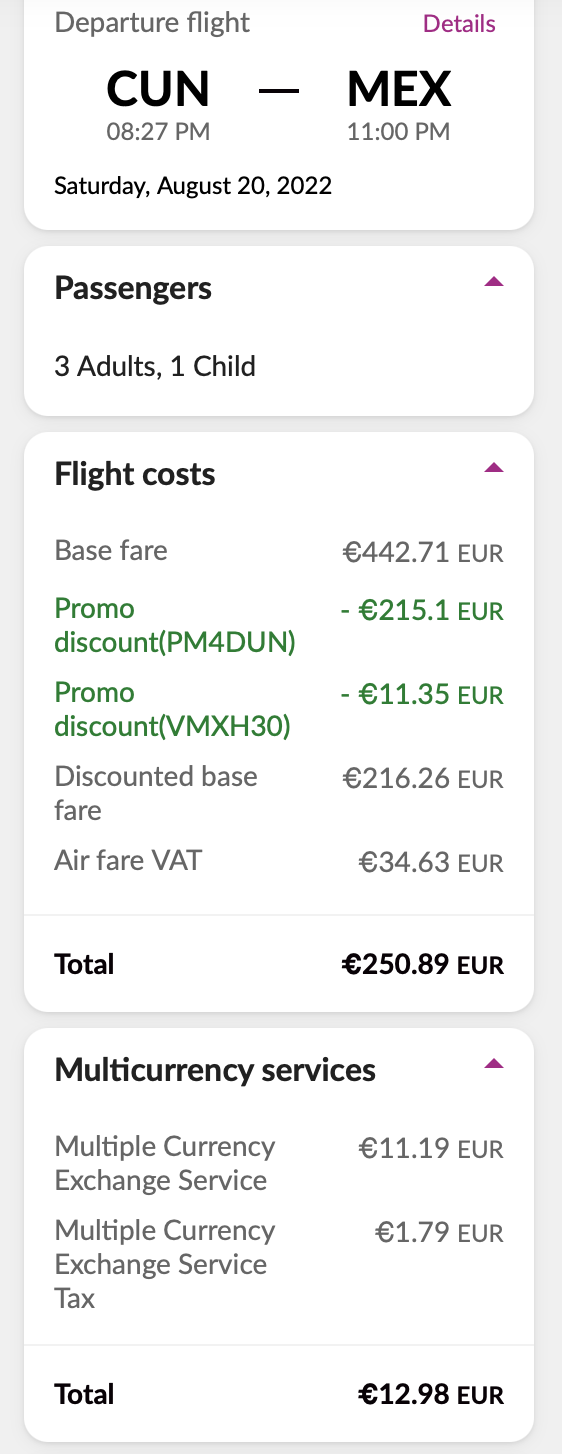 Departure flight Details
CUN — MEX
08:27 PM 11:00 PM
Saturday, August 20, 2022
Passengers
3 Adults, 1 Child
Flight costs
Base fare €442.71 EUR
Promo - €215.1 EUR
discount(PM4DUN)
Promo - €11.35 EUR
discount(VMXH30)
Discounted base €216.26 EUR
fare
Air fare VAT €34.63 EUR
Total €250.89 EUR
Multicurrency services
Multiple Currency €11.19 EUR
Exchange Service
Multiple Currency €1.79 EUR
Exchange Service
Tax
Total €12.98 EUR